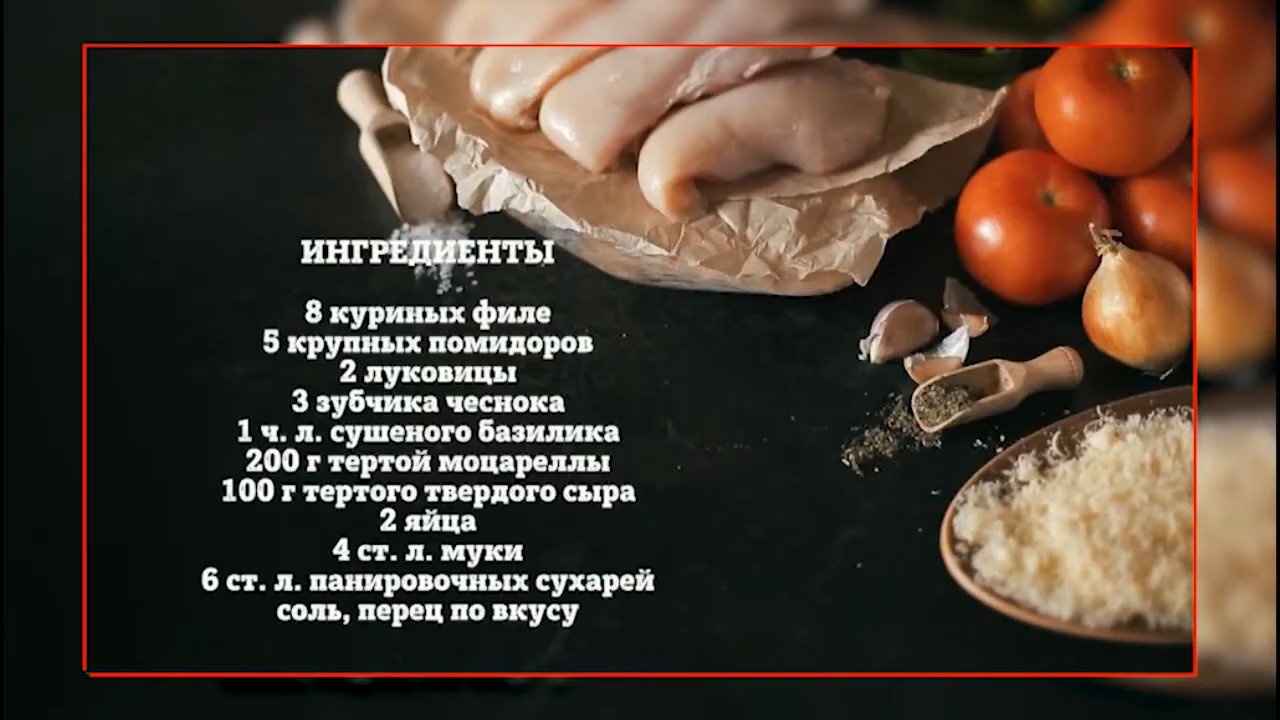 ИНГРЕДИЕНТЫ
8 куриных филе
5 крупных помидоров
2 луковицы
3 зубчика чеснока
1 ч. л. сушеного базилика
200 г тертой моцареллы
100 г тертого твердого сыра
2 яйца
4 ст. л. муки
6 ст. л. панировочных сухарей
соль, перец по вкусу